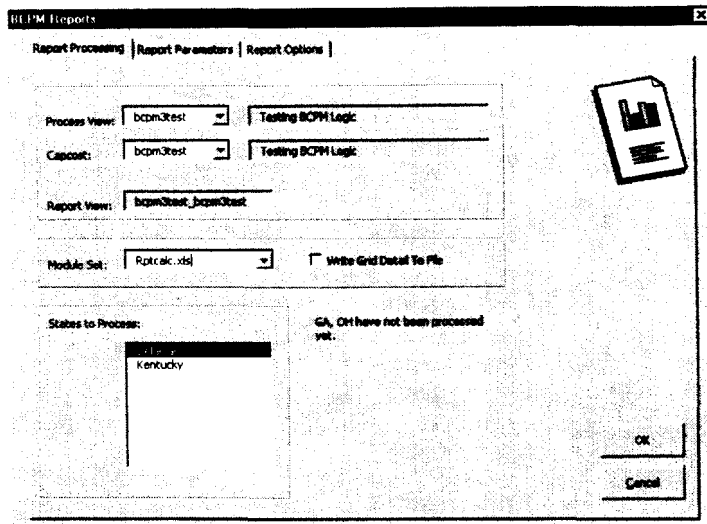 BCPM Reports
Report Processing Report Parameters Report Options
Process View: bcpm3test Testing BCPM Logic
Capcost: bcpm3test Testing BCPM Logic
Report View: bcpm3test_bcpm3test
Module Set: Rptcalc.xls Write Grid Detail To File
States to Process: GA, OH have not been processed
yet.
Kentucky
OK
Cancel